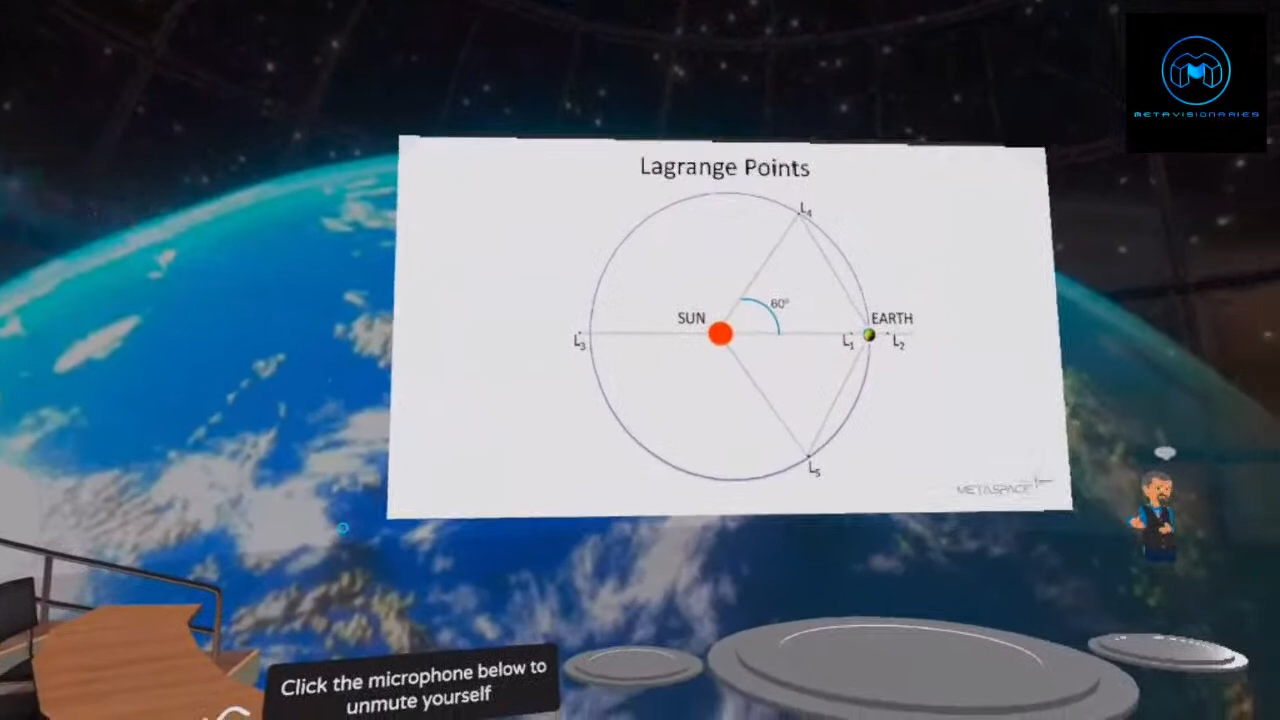 METAVISIONARIES
Lagrange Points
L4
60°
SUN
EARTH
L3
L1
L2
L5
METASPACE
Click the microphone below to
unmute yourself